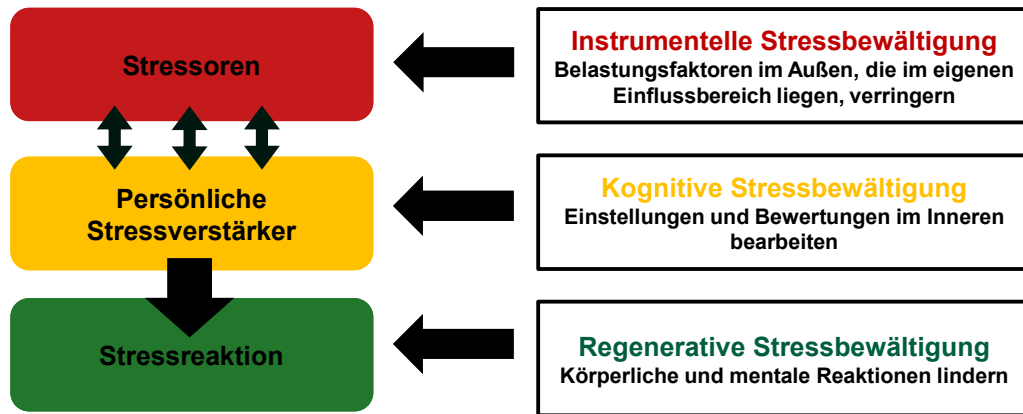 Stressoren
Instrumentelle Stressbewältigung
Belastungsfaktoren im Außen, die im eigenen
Einflussbereich liegen, verringern
Persönliche
Stressverstärker
Kognitive Stressbewältigung
Einstellungen und Bewertungen im Inneren
bearbeiten
Stressreaktion
Regenerative Stressbewältigung
Körperliche und mentale Reaktionen lindern